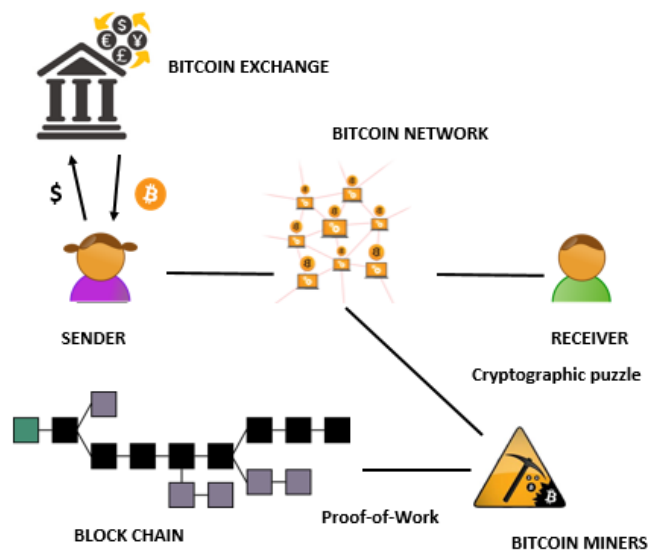 BITCOIN EXCHANGE
BITCOIN NETWORK
$
SENDER
RECEIVER
Cryptographic puzzle
Proof-of-Work
BLOCK CHAIN
BITCOIN MINERS